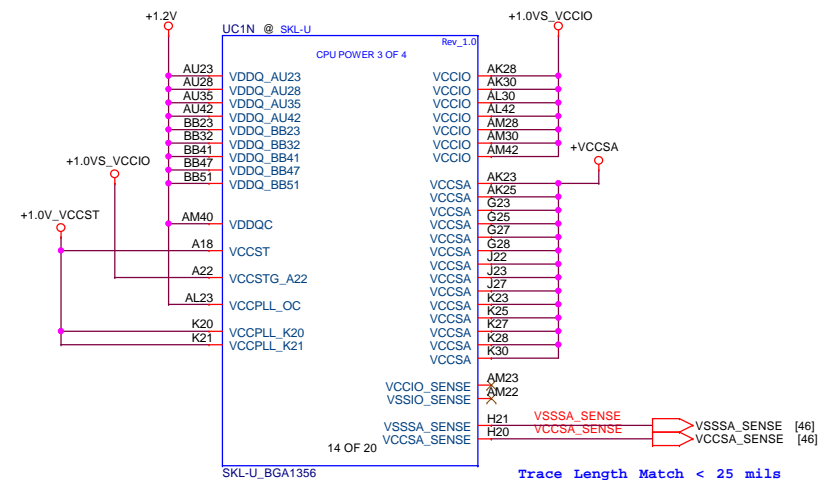 +1.2V
+1.0VS_VCCIO
UC1N @ SKL-U
Rev_1.0
CPU POWER 3 OF 4
AU23 VDDQ_AU23
AU28 VDDQ_AU28
AU35 VDDQ_AU35
AU42 VDDQ_AU42
BB23 VDDQ_BB23
BB32 VDDQ_BB32
BB41 VDDQ_BB41
BB47 VDDQ_BB47
BB51 VDDQ_BB51
+1.0VS_VCCIO
+1.0V_VCCST
AM40 VDDQC
A18 VCCST
A22 VCCSTG_A22
AL23 VCCPLL_OC
K20 VCCPLL_K20
K21 VCCPLL_K21
VCCIO AK28
VCCIO AK30
VCCIO AL30
VCCIO AL42
VCCIO AM28
VCCIO AM30
VCCIO AM42
+VCCSA
VCCSA AK23
VCCSA AK25
VCCSA G23
VCCSA G25
VCCSA G27
VCCSA G28
VCCSA J22
VCCSA J23
VCCSA J27
VCCSA K23
VCCSA K25
VCCSA K27
VCCSA K28
VCCSA K30
VCCIO_SENSE AM23
VSSIO_SENSE AM22
VSSSA_SENSE H21 VSSSA_SENSE VSSSA_SENSE [46]
VCCSA_SENSE H20 VCCSA_SENSE VCCSA_SENSE [46]
14 OF 20
SKL-U_BGA1356
Trace Length Match < 25 mils